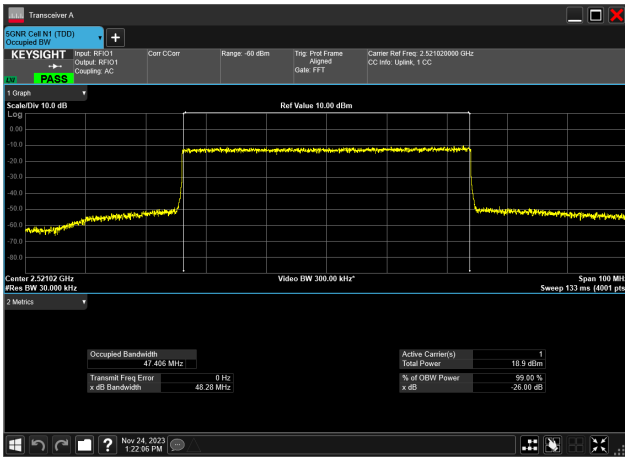 Transceiver A
5GNR Cell N1 (TDD)
Occupied BW
KEYSIGHT
LXI
PASS
Input: RFIO1
Output: RFIO1
Coupling: AC
Corr CCorr
Range: -60 dBm
Trig: Prot Frame
Aligned
Gate: FFT
Carrier Ref Freq: 2.521020000 GHz
CC Info: Uplink, 1 CC
1 Graph
Scale/Div 10.0 dB
Ref Value 10.00 dBm
Log
0.00
-10.0
-20.0
-30.0
-40.0
-50.0
-60.0
-70.0
-80.0
Center 2.52102 GHz
#Res BW 30.000 kHz
Video BW 300.00 kHz*
Span 100 MHz
Sweep 133 ms (4001 pts)
2 Metrics
Occupied Bandwidth
47.406 MHz
Transmit Freq Error 0 Hz
x dB Bandwidth 48.28 MHz
Active Carrier(s) 1
Total Power 18.9 dBm
% of OBW Power 99.00 %
x dB -26.00 dB
?
Nov 24, 2023
1:22:06 PM